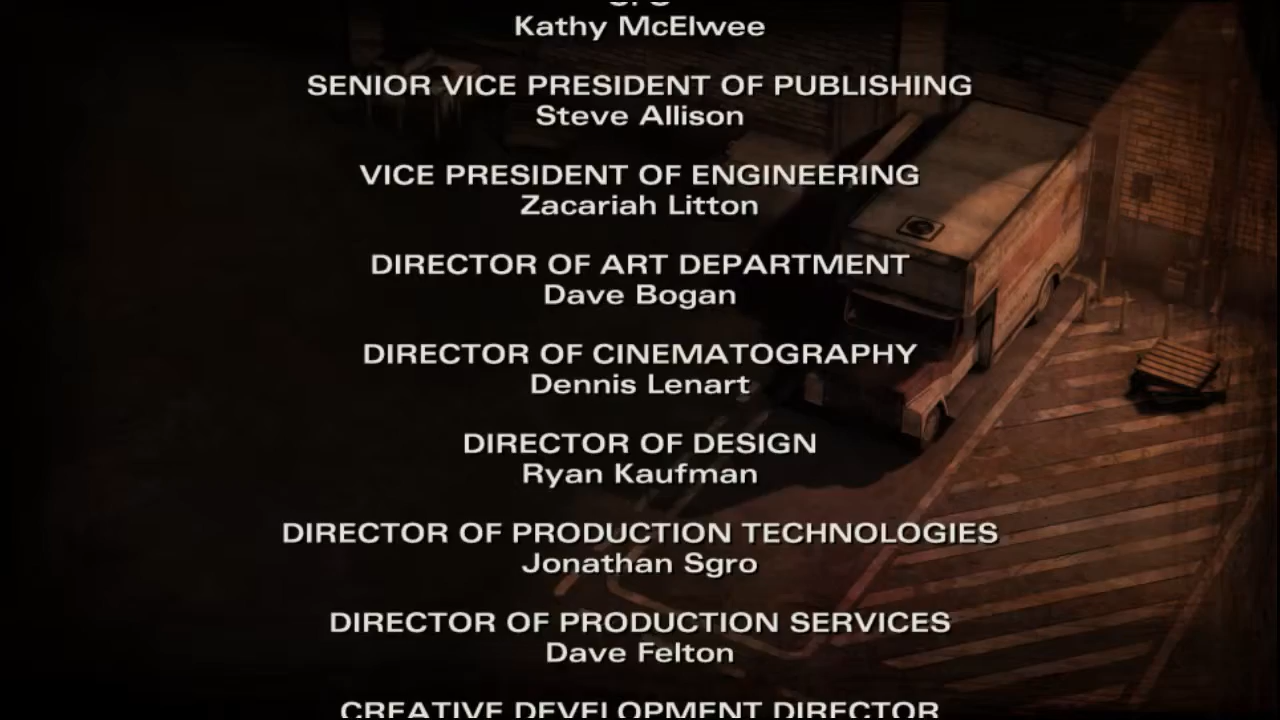 Kathy McElwee
SENIOR VICE PRESIDENT OF PUBLISHING
Steve Allison
VICE PRESIDENT OF ENGINEERING
Zacariah Litton
DIRECTOR OF ART DEPARTMENT
Dave Bogan
DIRECTOR OF CINEMATOGRAPHY
Dennis Lenart
DIRECTOR OF DESIGN
Ryan Kaufman
DIRECTOR OF PRODUCTION TECHNOLOGIES
Jonathan Sgro
DIRECTOR OF PRODUCTION SERVICES
Dave Felton
CREATIVE DEVELOPMENT DIRECTOR